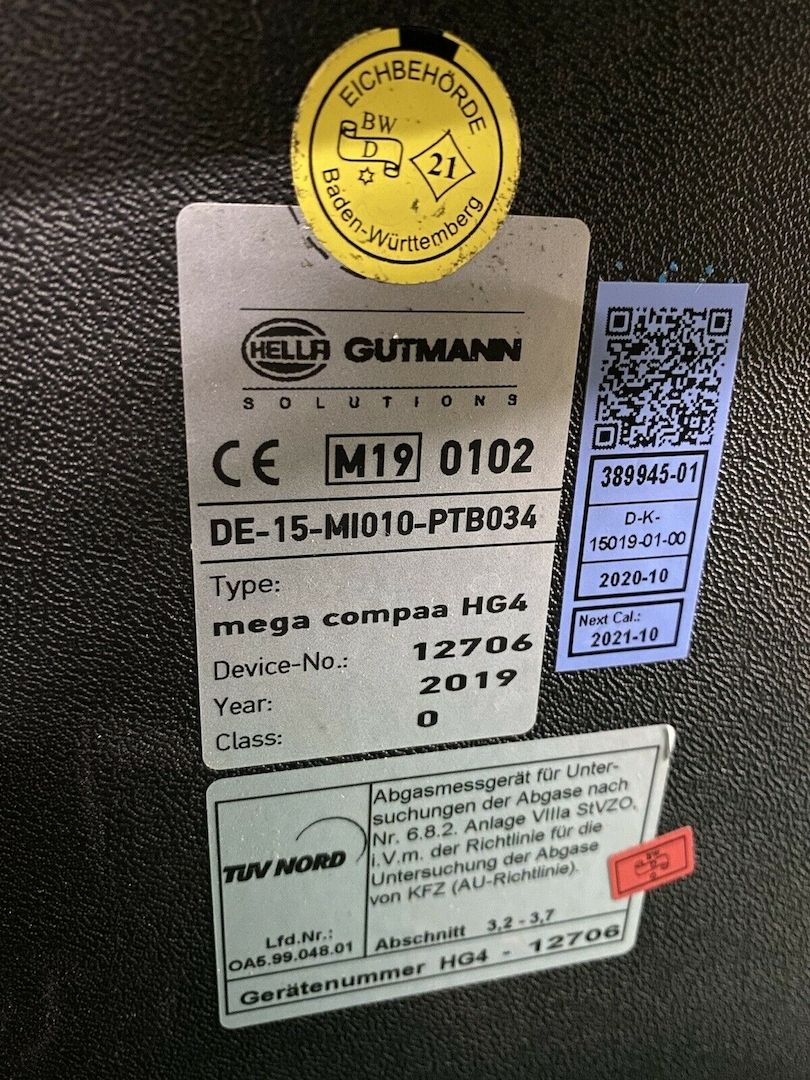 EICHBEHÖRDE
BW
D
21
Baden-Württemberg
HELLA GUTMANN
SOLUTIONS
CE M19 0102
DE-15-MI010-PTB034
Type:
mega compaa HG4
Device-No.: 12706
Year: 2019
Class: 0
389945-01
D-K-
15019-01-00
2020-10
Next Cal.:
2021-10
TÜV NORD
Lfd.Nr.:
OA5.99.048.01
Abgasmessgerät für Unter-
suchungen der Abgase nach
Nr. 6.8.2. Anlage VIIIa StVZO,
i.V.m. der Richtlinie für die
Untersuchung der Abgase
von KFZ (AU-Richtlinie).
Abschnitt 3,2 - 3,7
Gerätenummer HG4 - 12706